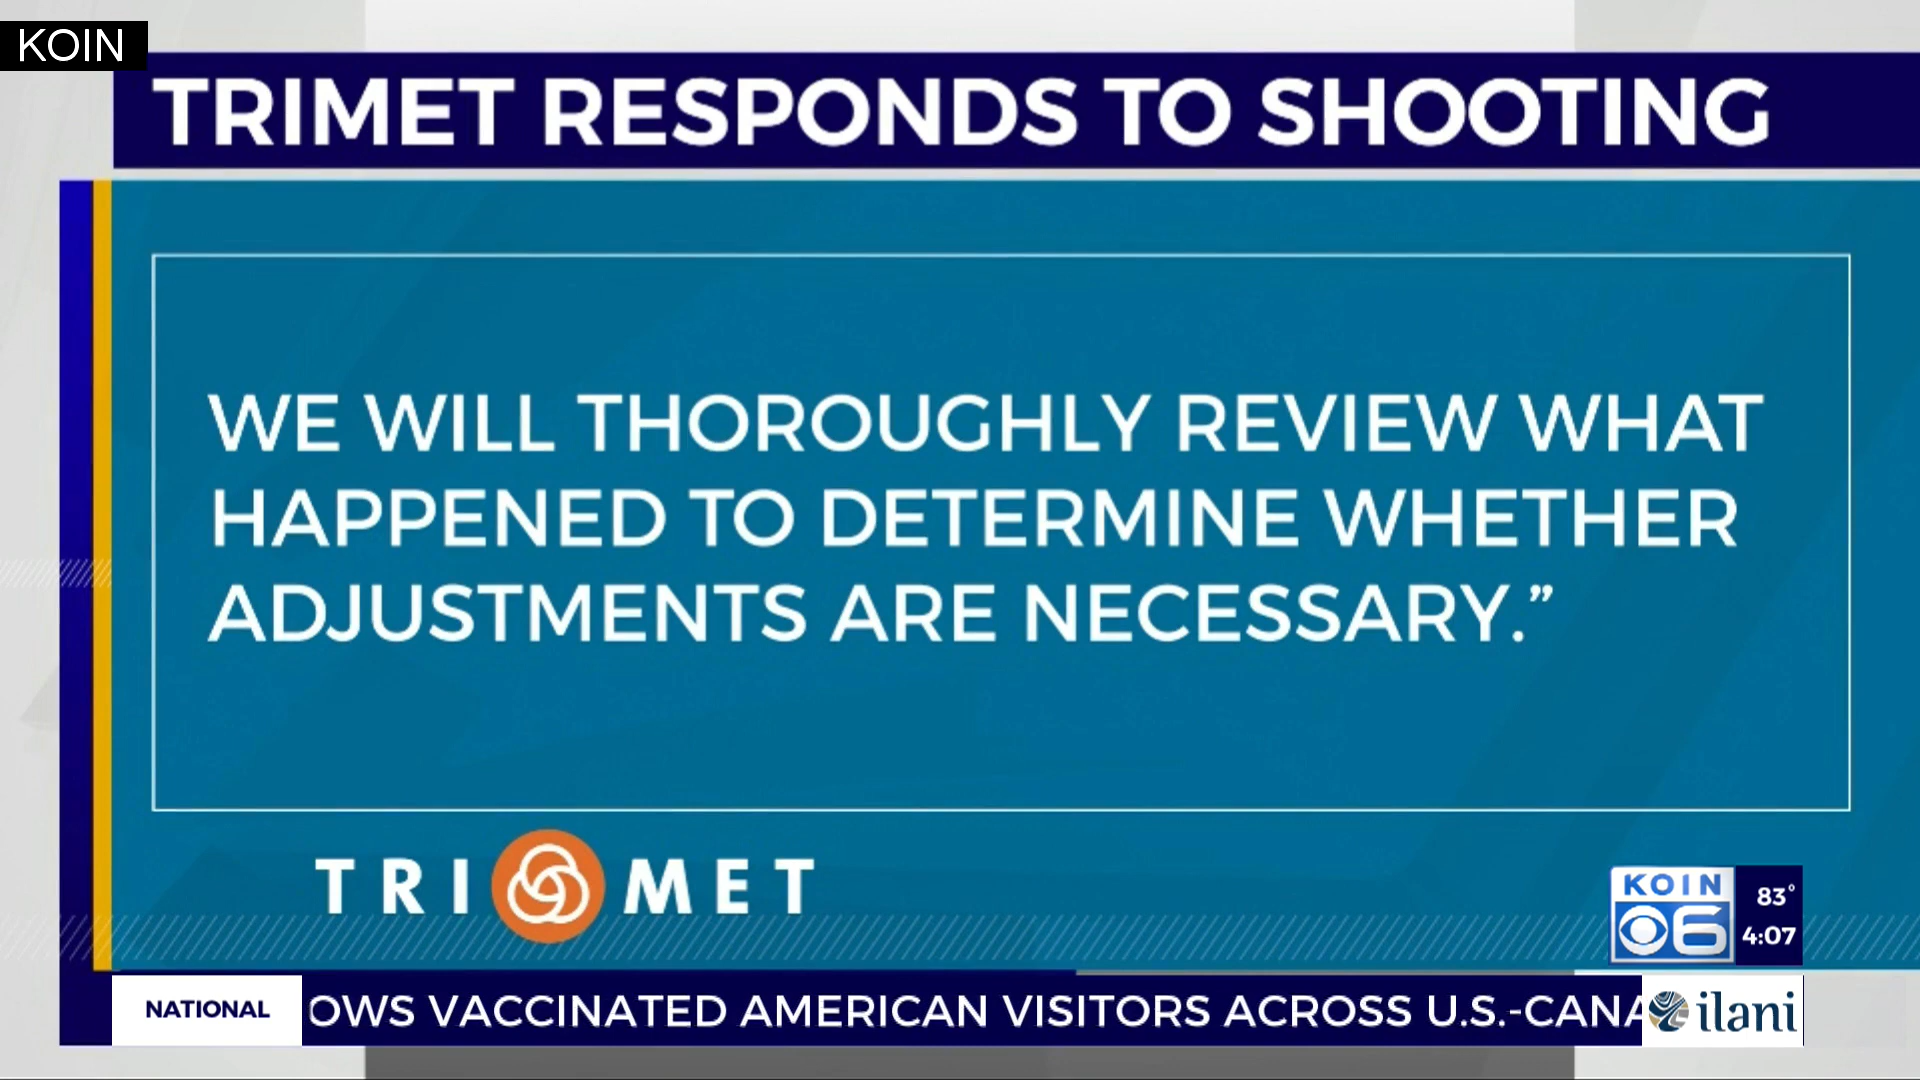 KOIN
TRIMET RESPONDS TO SHOOTING
WE WILL THOROUGHLY REVIEW WHAT
HAPPENED TO DETERMINE WHETHER
ADJUSTMENTS ARE NECESSARY.”
TRI MET
KOIN
6
83°
4:07
NATIONAL
OWS VACCINATED AMERICAN VISITORS ACROSS U.S.-CANA
ilani